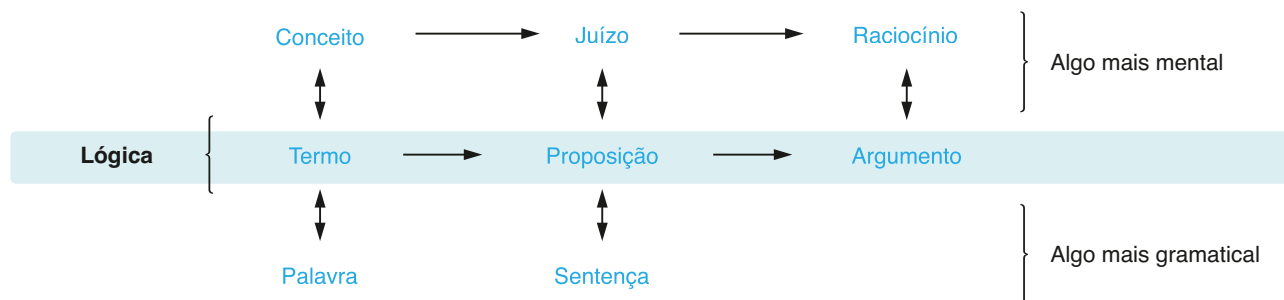 Conceito Juízo Raciocínio
Algo mais mental
Lógica Termo Proposição Argumento
Palavra Sentença
Algo mais gramatical